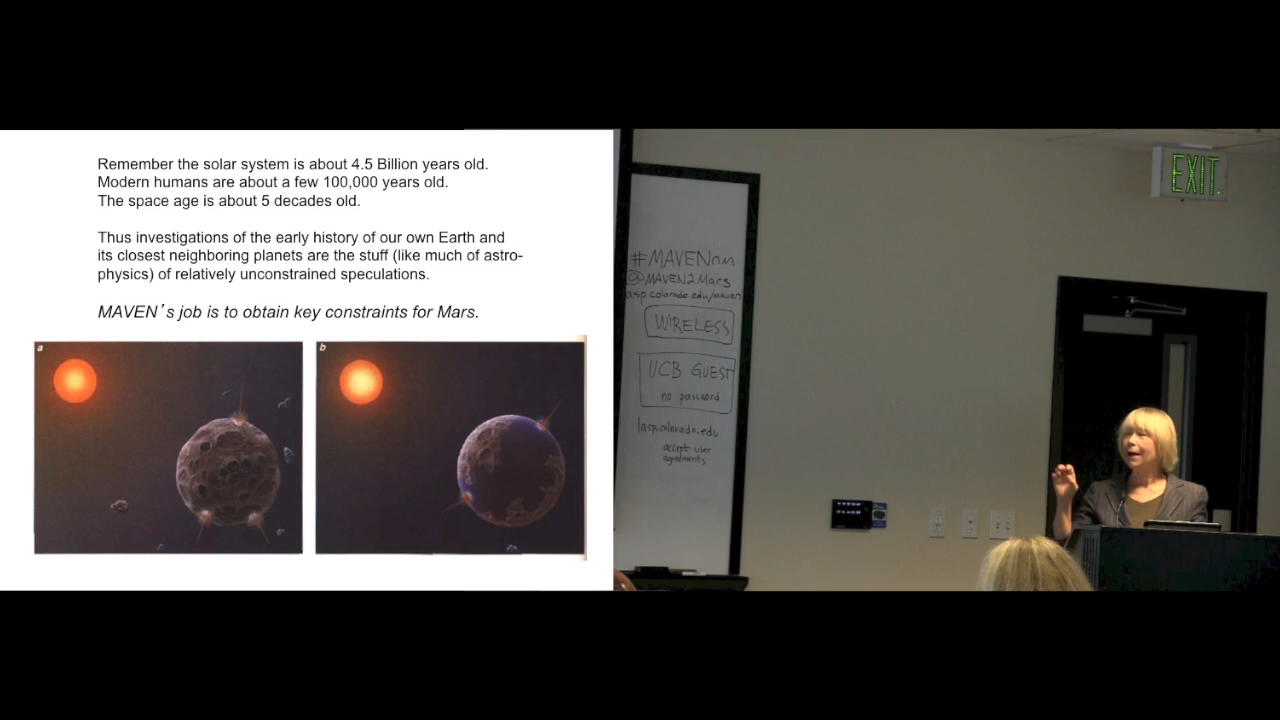 Remember the solar system is about 4.5 Billion years old.
Modern humans are about a few 100,000 years old.
The space age is about 5 decades old.
Thus investigations of the early history of our own Earth and
its closest neighboring planets are the stuff (like much of astro-
physics) of relatively unconstrained speculations.
MAVEN's job is to obtain key constraints for Mars.
a
b
#MAVENnm
@MAVEN2Mars
lasp.colorado.edu/maven
WIRELESS
UCB GUEST
no password
lasp.colorado.edu
accept user
agreements
EXIT